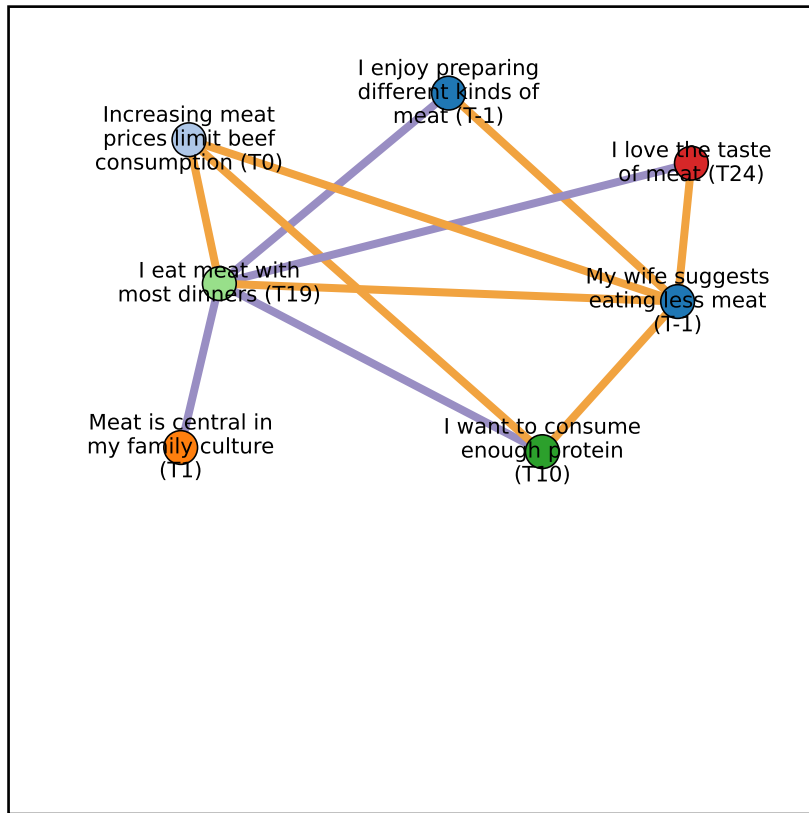 I enjoy preparing
different kinds of
meat (T-1)
Increasing meat
prices limit beef
consumption (T0)
I love the taste
of meat (T24)
I eat meat with
most dinners (T19)
My wife suggests
eating less meat
(T-1)
Meat is central in
my family culture
(T1)
I want to consume
enough protein
(T10)